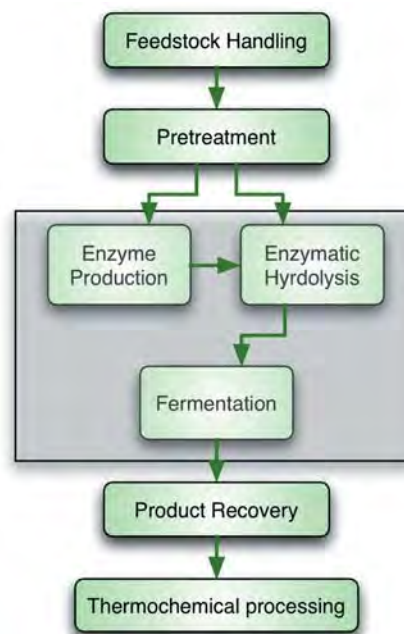 Feedstock Handling
Pretreatment
Enzyme
Production
Enzymatic
Hyrdolysis
Fermentation
Product Recovery
Thermochemical processing